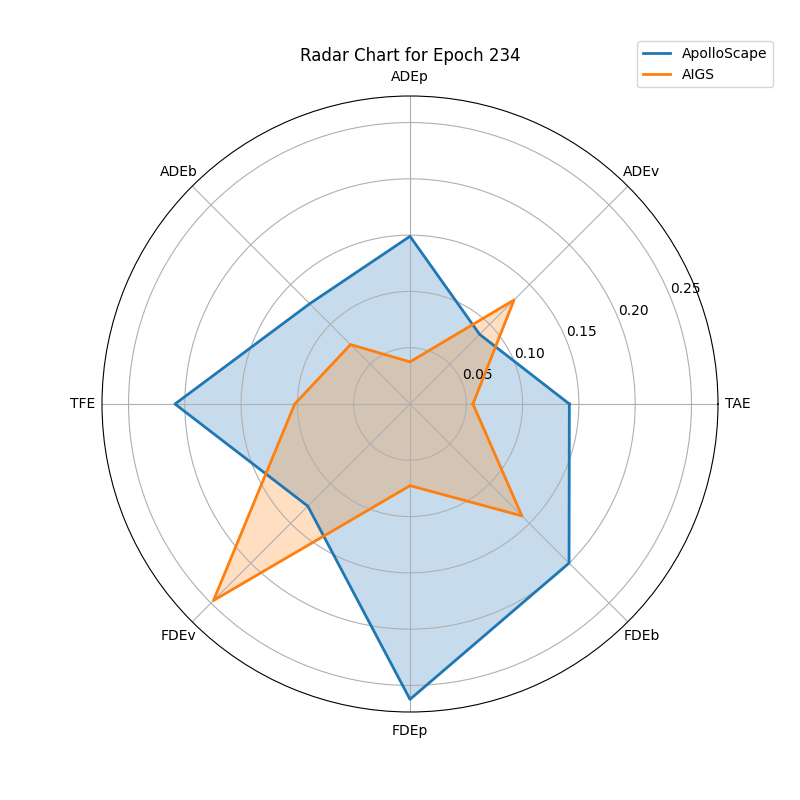 Radar Chart for Epoch 234
ApolloScape
AIGS
ADEp
ADEb
ADEv
0.25
0.20
0.15
0.10
0.05
TFE
TAE
FDEv
FDEb
FDEp